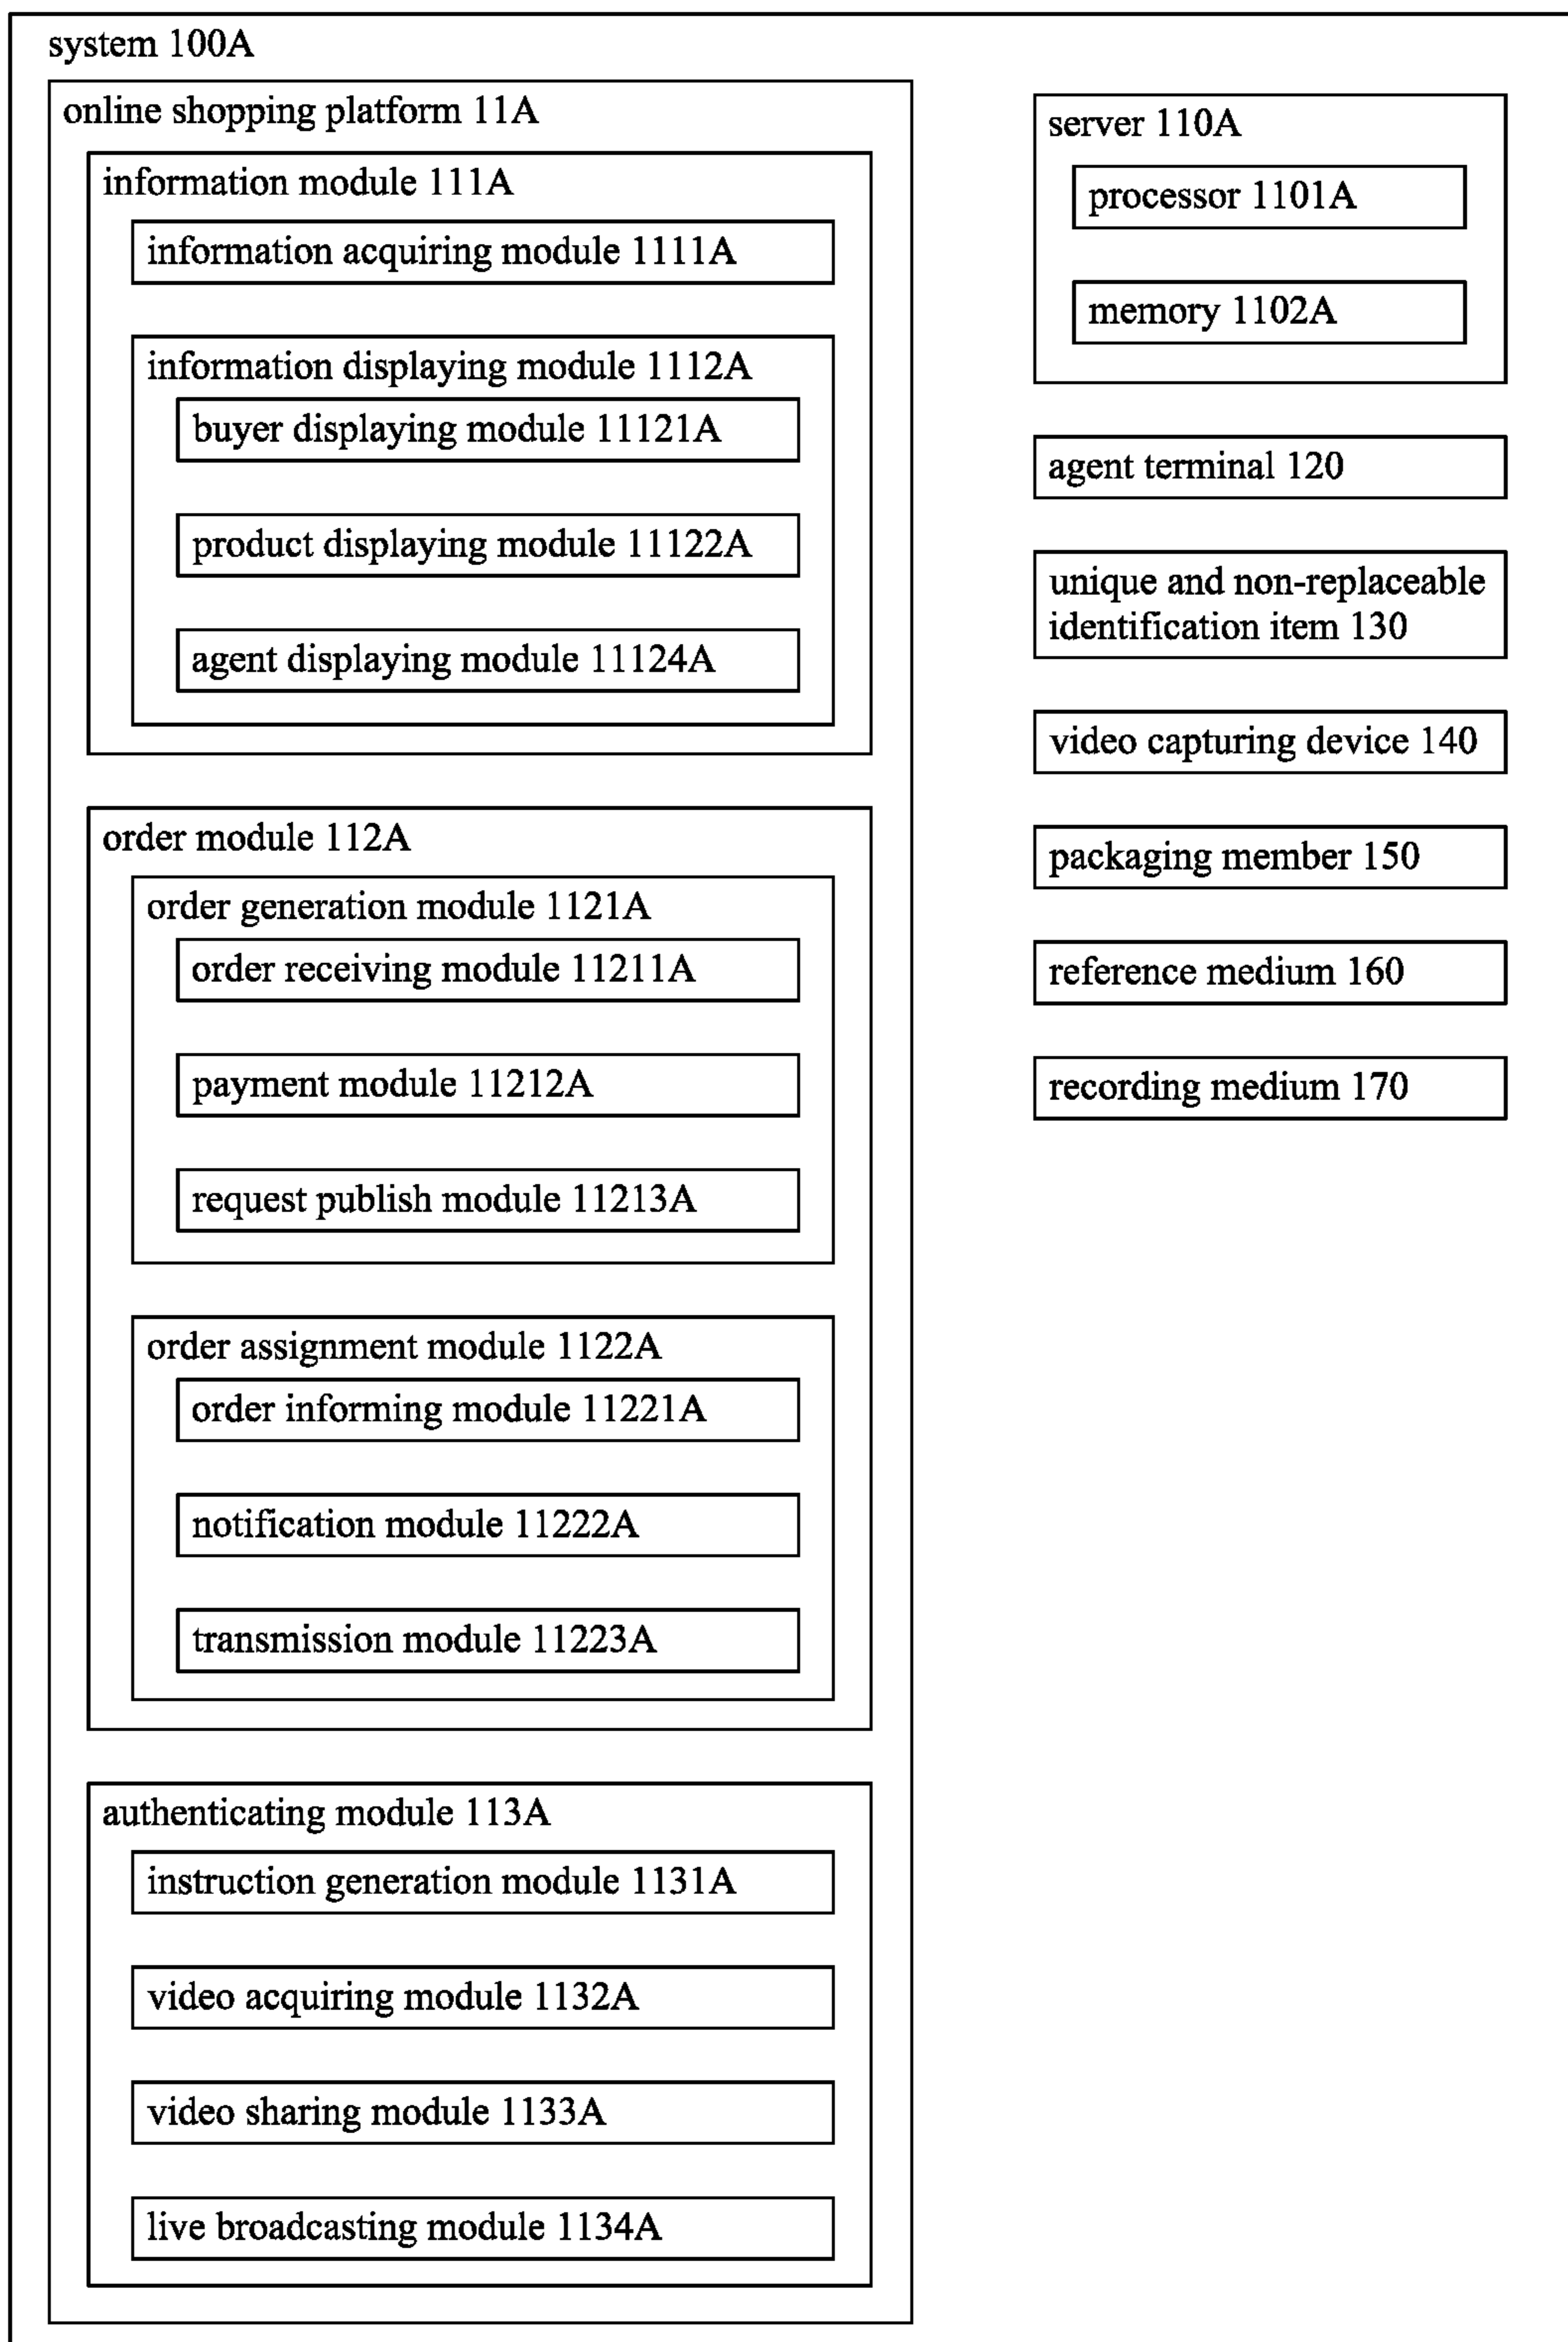 system 100A
online shopping platform 11A
information module 111A
information acquiring module 1111A
information displaying module 1112A
buyer displaying module 11121A
product displaying module 11122A
agent displaying module 11124A
order module 112A
order generation module 1121A
order receiving module 11211A
payment module 11212A
request publish module 11213A
order assignment module 1122A
order informing module 11221A
notification module 11222A
transmission module 11223A
authenticating module 113A
instruction generation module 1131A
video acquiring module 1132A
video sharing module 1133A
live broadcasting module 1134A
server 110A
processor 1101A
memory 1102A
agent terminal 120
unique and non-replaceable
identification item 130
video capturing device 140
packaging member 150
reference medium 160
recording medium 170